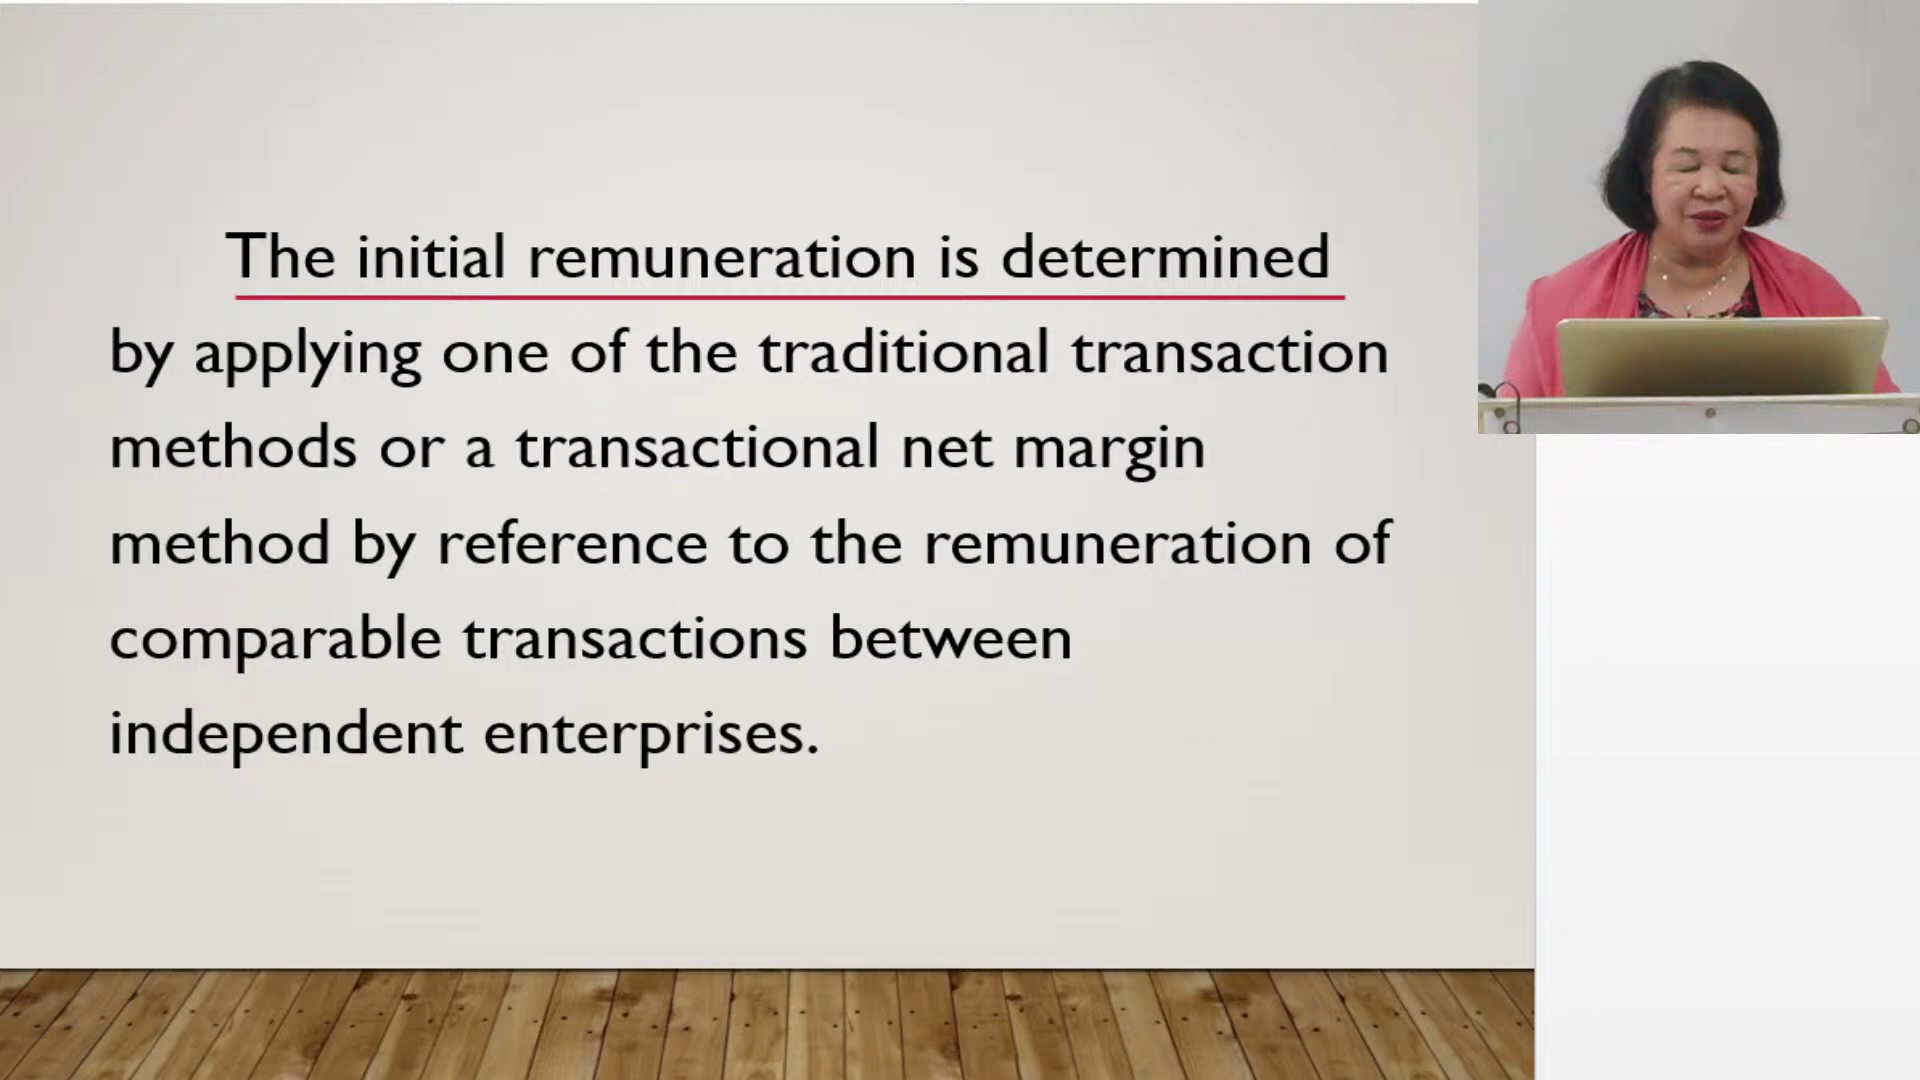 The initial remuneration is determined
by applying one of the traditional transaction
methods or a transactional net margin
method by reference to the remuneration of
comparable transactions between
independent enterprises.